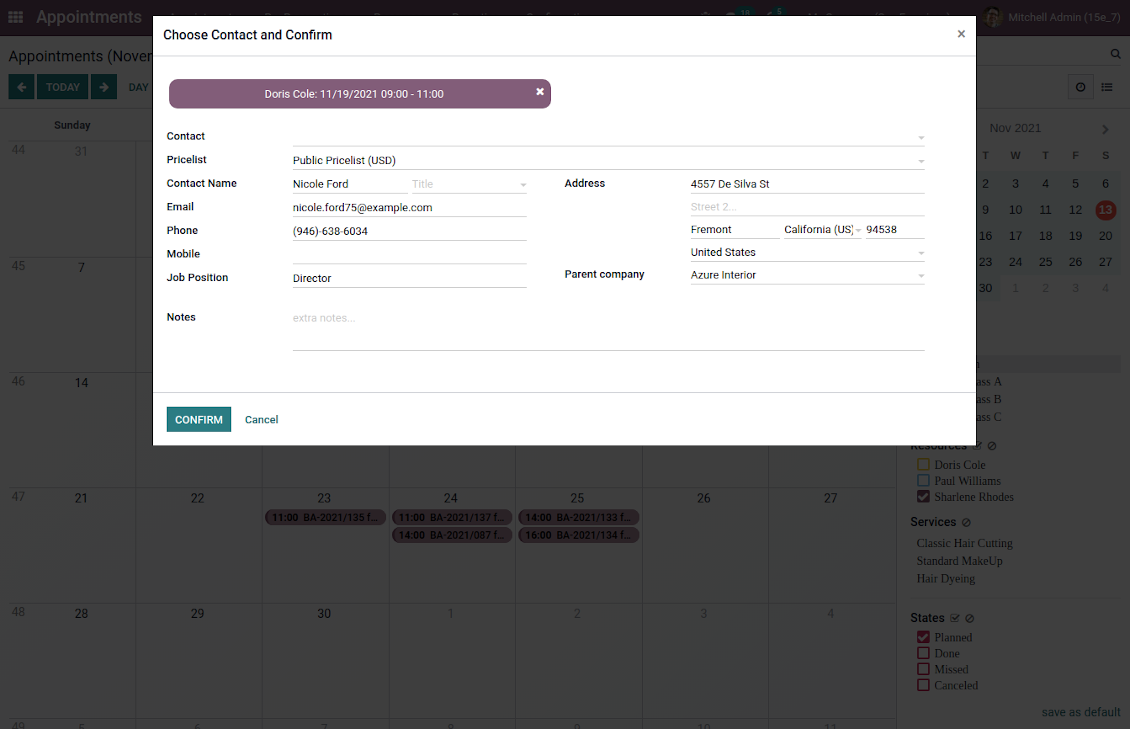 Appointments
Mitchell Admin (15e_7)
Choose Contact and Confirm
×
Appointments (Nover
TODAY
DAY
Doris Cole: 11/19/2021 09:00 - 11:00
Contact
Pricelist
Public Pricelist (USD)
Contact Name
Nicole Ford
Title
Address
4557 De Silva St
Email
nicole.ford75@example.com
Street 2...
Phone
(946)-638-6034
Fremont
California (US)
94538
Mobile
United States
Job Position
Director
Parent company
Azure Interior
Notes
extra notes...
CONFIRM
Cancel
Sunday
44
31
45
7
46
14
47
21
22
23
24
25
26
27
11:00 BA-2021/135 f...
11:00 BA-2021/137 f...
14:00 BA-2021/133 f...
14:00 BA-2021/087 f...
16:00 BA-2021/134 f...
48
28
29
30
1
2
3
4
49
5
6
7
8
9
10
11
Nov 2021
T W T F S
2 3 4 5 6
9 10 11 12 13
16 17 18 19 20
23 24 25 26 27
30 1 2 3 4
ass A
ass B
ass C
Resources
Doris Cole
Paul Williams
Sharlene Rhodes
Services
Classic Hair Cutting
Standard MakeUp
Hair Dyeing
States
Planned
Done
Missed
Canceled
save as default